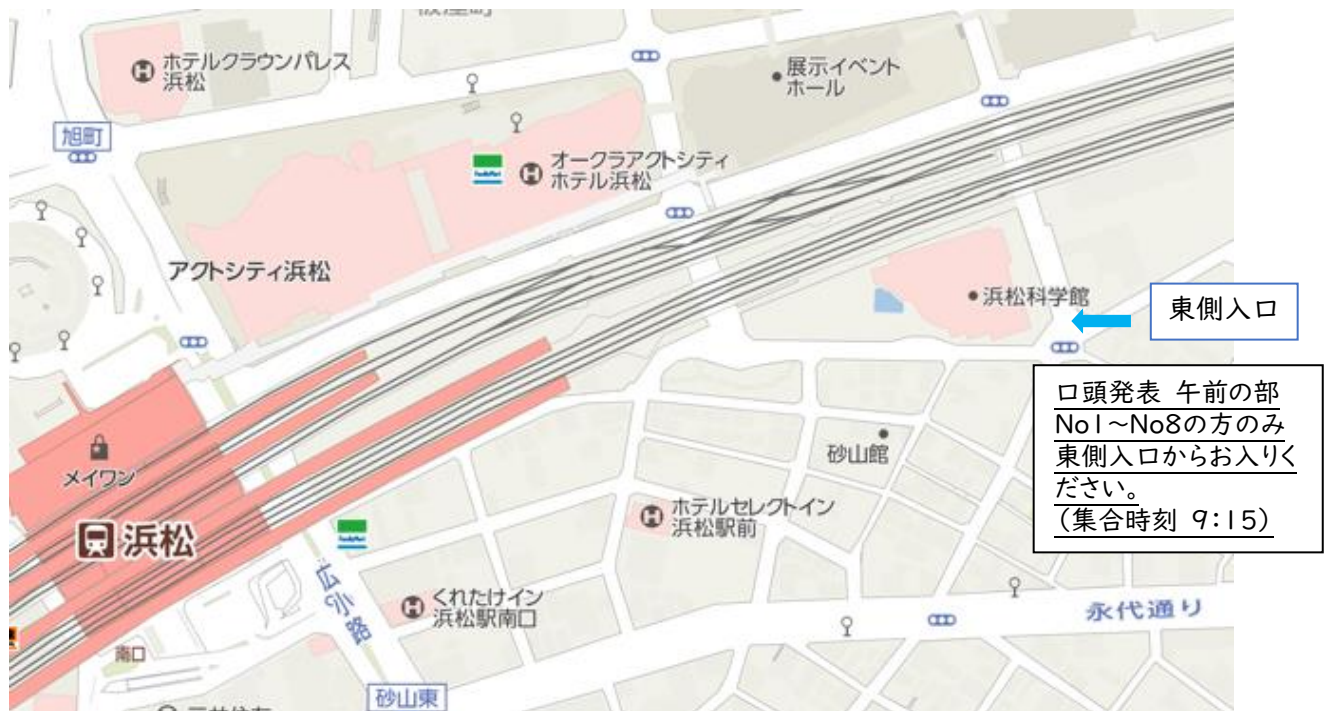 ホテルクラウンパレス
浜松
展示イベント
ホール
旭町
オークラアクトシティ
ホテル浜松
FamilyMart
アクトシティ浜松
浜松科学館
東側入口
口頭発表 午前の部
No1~No8の方のみ
東側入口からお入りく
ださい。
(集合時刻 9:15)
メイワン
砂山館
ホテルセレクトイン
浜松駅前
浜松
FamilyMart
広小路
くれたけイン
浜松駅南口
永代通り
南口
砂山東